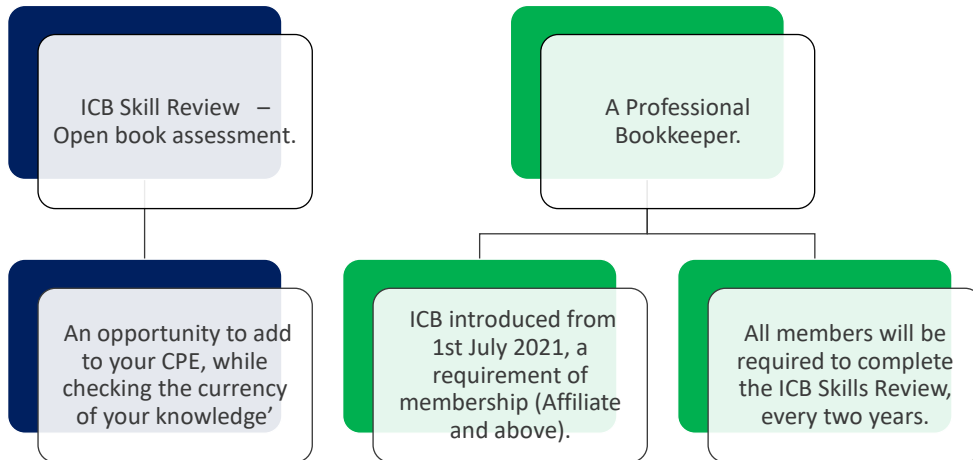 ICB Skill Review –
Open book assessment.
A Professional
Bookkeeper.
An opportunity to add
to your CPE, while
checking the currency
of your knowledge’
ICB introduced from
1st July 2021, a
requirement of
membership (Affiliate
and above).
All members will be
required to complete
the ICB Skills Review,
every two years.